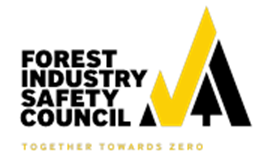 FOREST
INDUSTRY
SAFETY
COUNCIL
TOGETHER TOWARDS ZERO